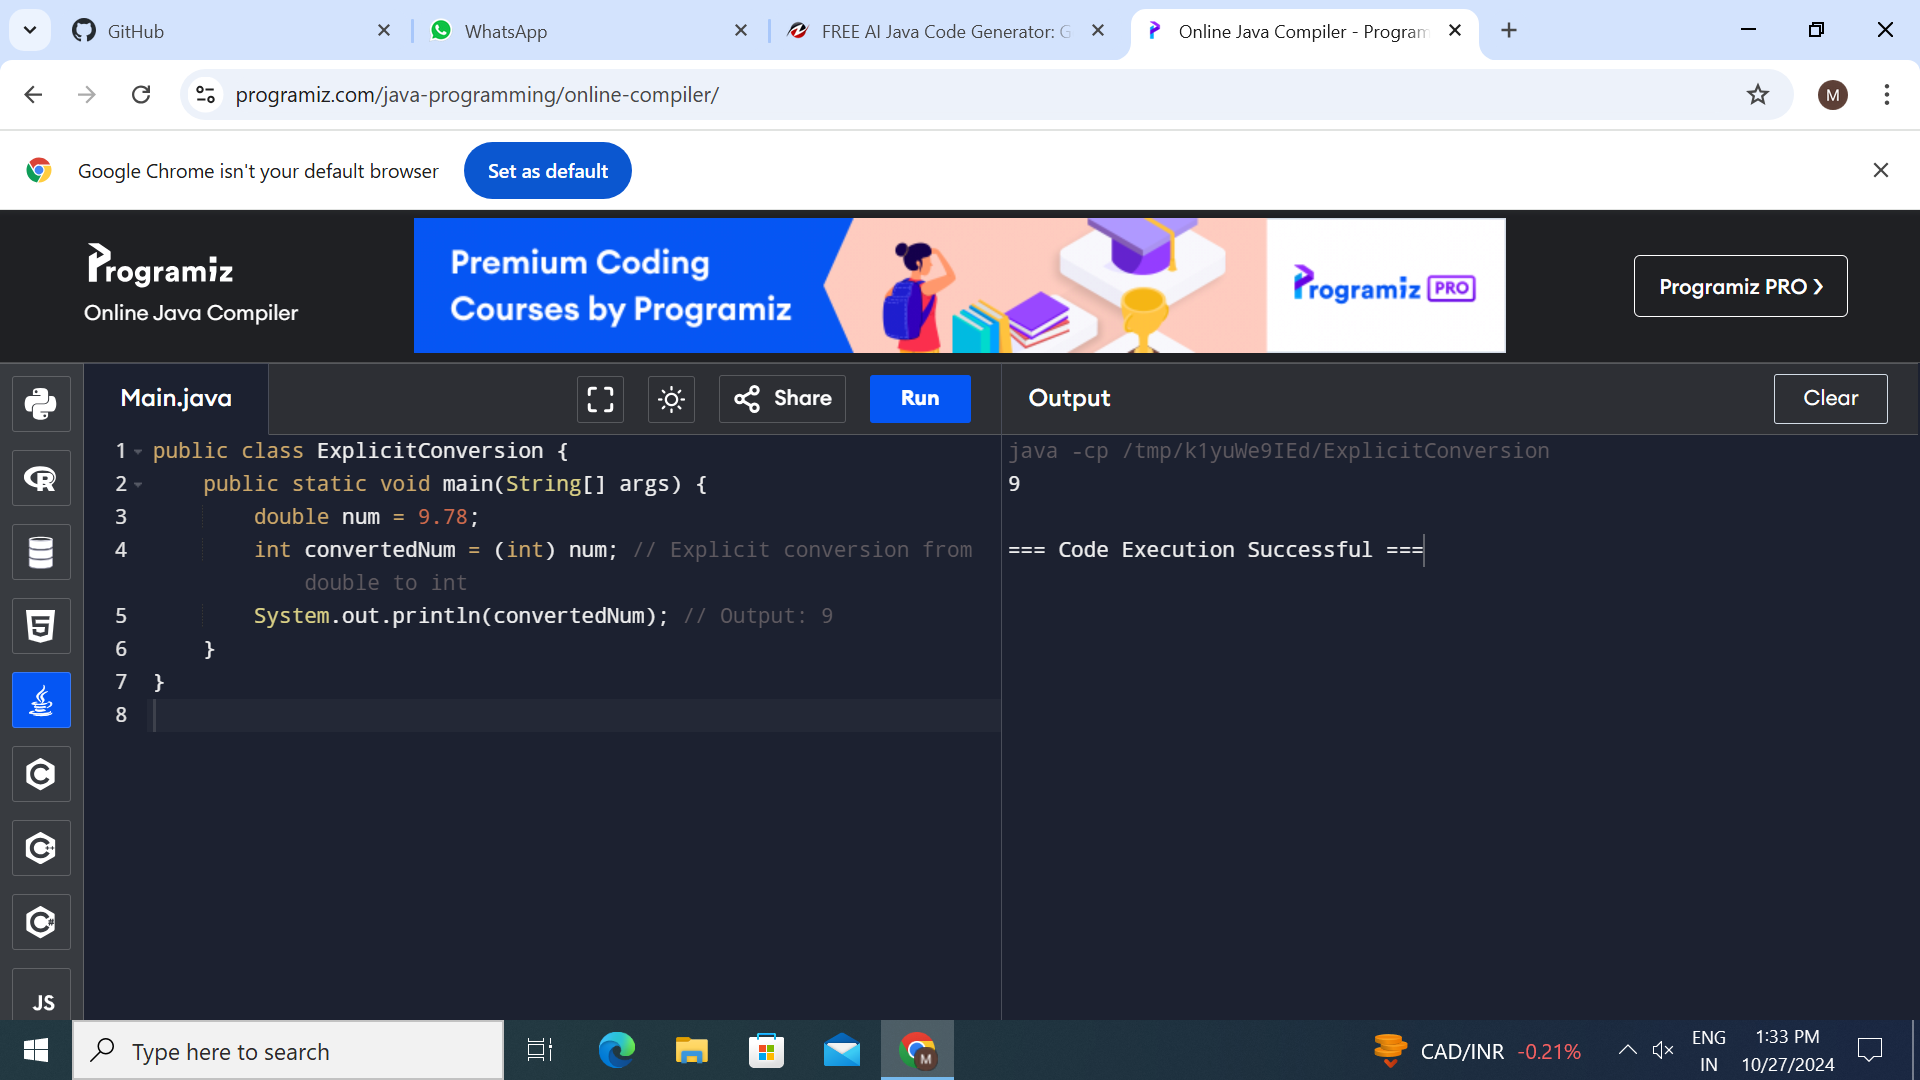 GitHub
WhatsApp
FREE AI Java Code Generator: G
Online Java Compiler - Program
programiz.com/java-programming/online-compiler/
M
Google Chrome isn't your default browser
Set as default
Programiz
Online Java Compiler
Premium Coding
Courses by Programiz
Programiz PRO
Programiz PRO ❯
Main.java
Share
Run
Output
Clear
1 public class ExplicitConversion {
2 public static void main(String[] args) {
3 double num = 9.78;
4 int convertedNum = (int) num; // Explicit conversion from
double to int
5 System.out.println(convertedNum); // Output: 9
6 }
7 }
8
java -cp /tmp/k1yuWe9IEd/ExplicitConversion
9
=== Code Execution Successful ===
R
5
C
C++
C#
JS
Type here to search
M
CAD/INR -0.21%
ENG
IN
1:33 PM
10/27/2024